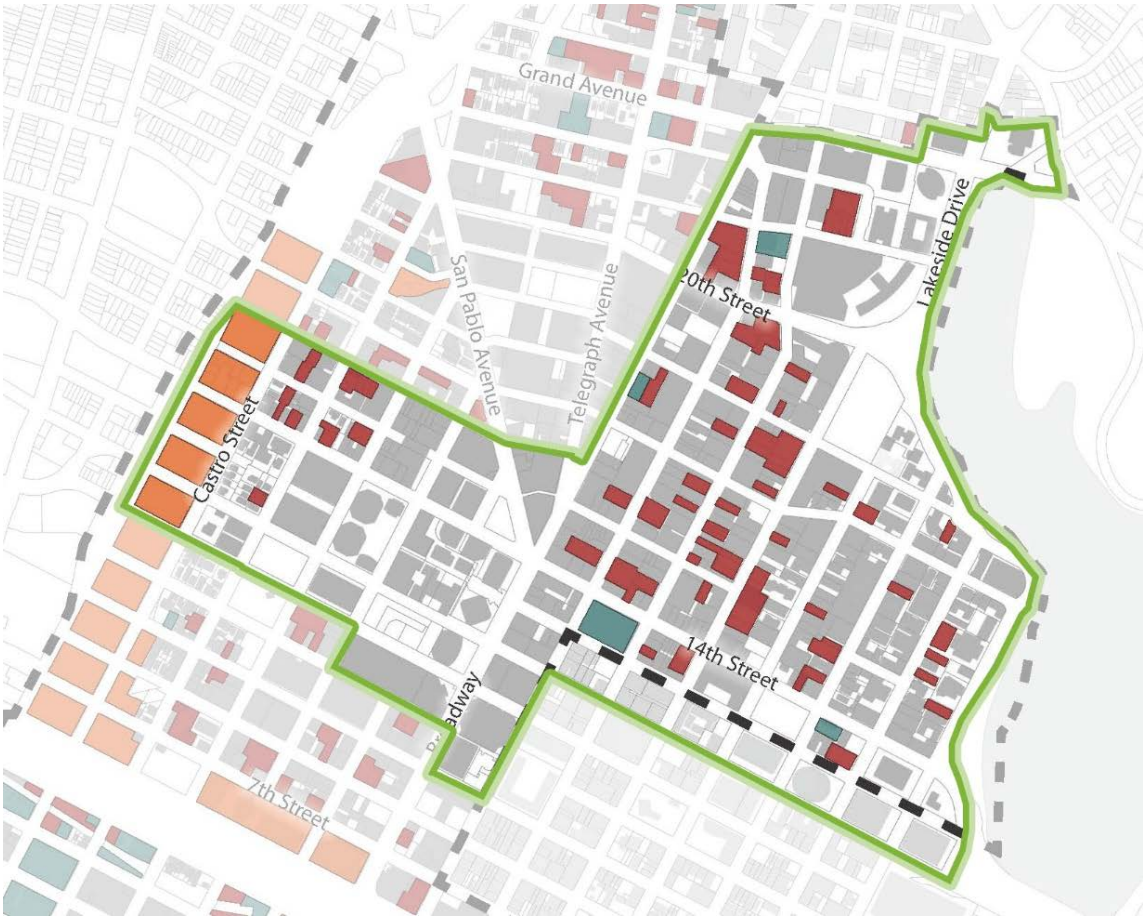 Grand Avenue
San Pablo Avenue
Telegraph Avenue
20th Street
Lakeside Drive
Castro Street
14th Street
Broadway
7th Street